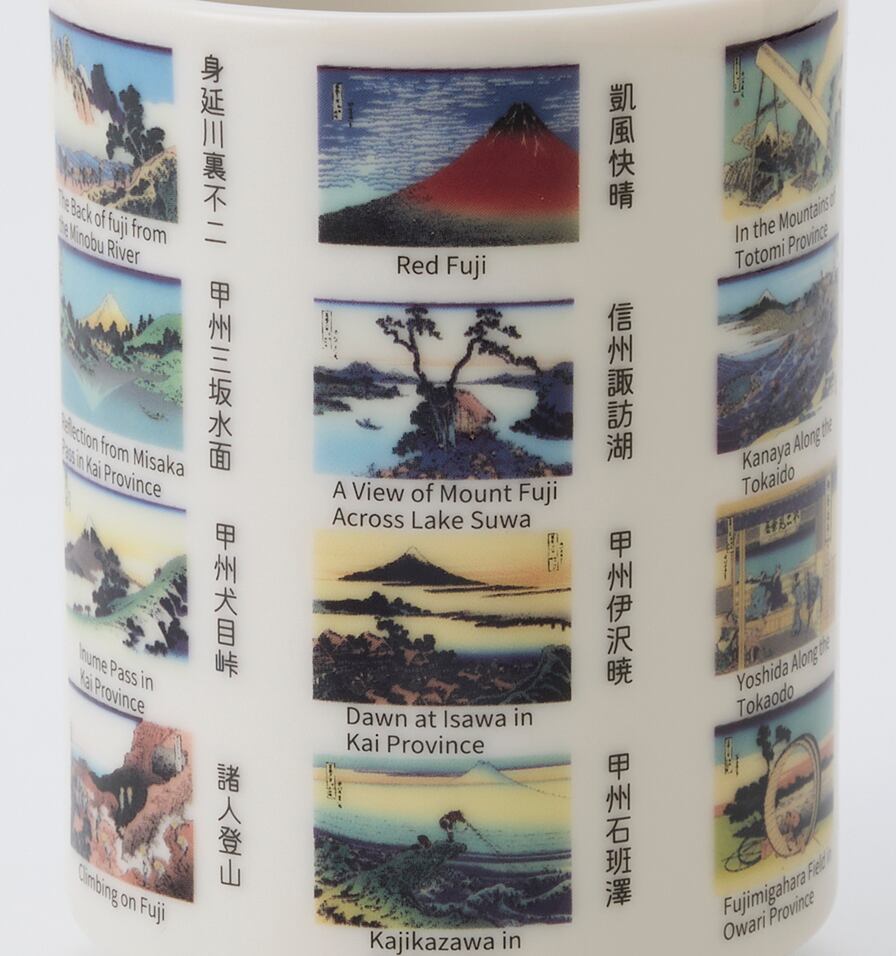 The Back of fuji from
the Minobu River
身延川裏不二
Red Fuji
凱風快晴
In the Mountains of
Totomi Province
Reflection from Misaka
Pass in Kai Province
甲州三坂水面
A View of Mount Fuji
Across Lake Suwa
信州諏訪湖
Kanaya Along the
Tokaido
Inume Pass in
Kai Province
甲州犬目峠
Dawn at Isawa in
Kai Province
甲州伊沢暁
Yoshida Along the
Tokaodo
Climbing on Fuji
諸人登山
Kajikazawa in
甲州石班澤
Fujimigahara Field in
Owari Province